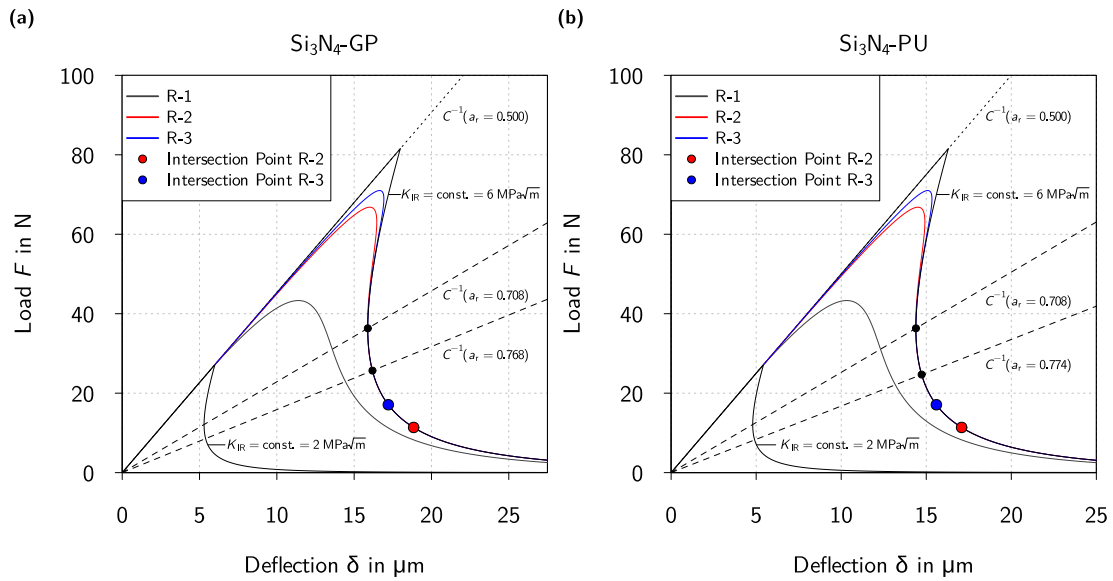 (a)
Si₃N₄-GP
100
80
60
40
20
0
Load F in N
R-1
R-2
R-3
Intersection Point R-2
Intersection Point R-3
C⁻¹(aᵣ = 0.500)
K_IR = const. = 6 MPa√m
C⁻¹(aᵣ = 0.708)
C⁻¹(aᵣ = 0.768)
K_IR = const. = 2 MPa√m
0 5 10 15 20 25
Deflection δ in µm
(b)
Si₃N₄-PU
100
80
60
40
20
0
Load F in N
R-1
R-2
R-3
Intersection Point R-2
Intersection Point R-3
C⁻¹(aᵣ = 0.500)
K_IR = const. = 6 MPa√m
C⁻¹(aᵣ = 0.708)
C⁻¹(aᵣ = 0.774)
K_IR = const. = 2 MPa√m
0 5 10 15 20 25
Deflection δ in µm